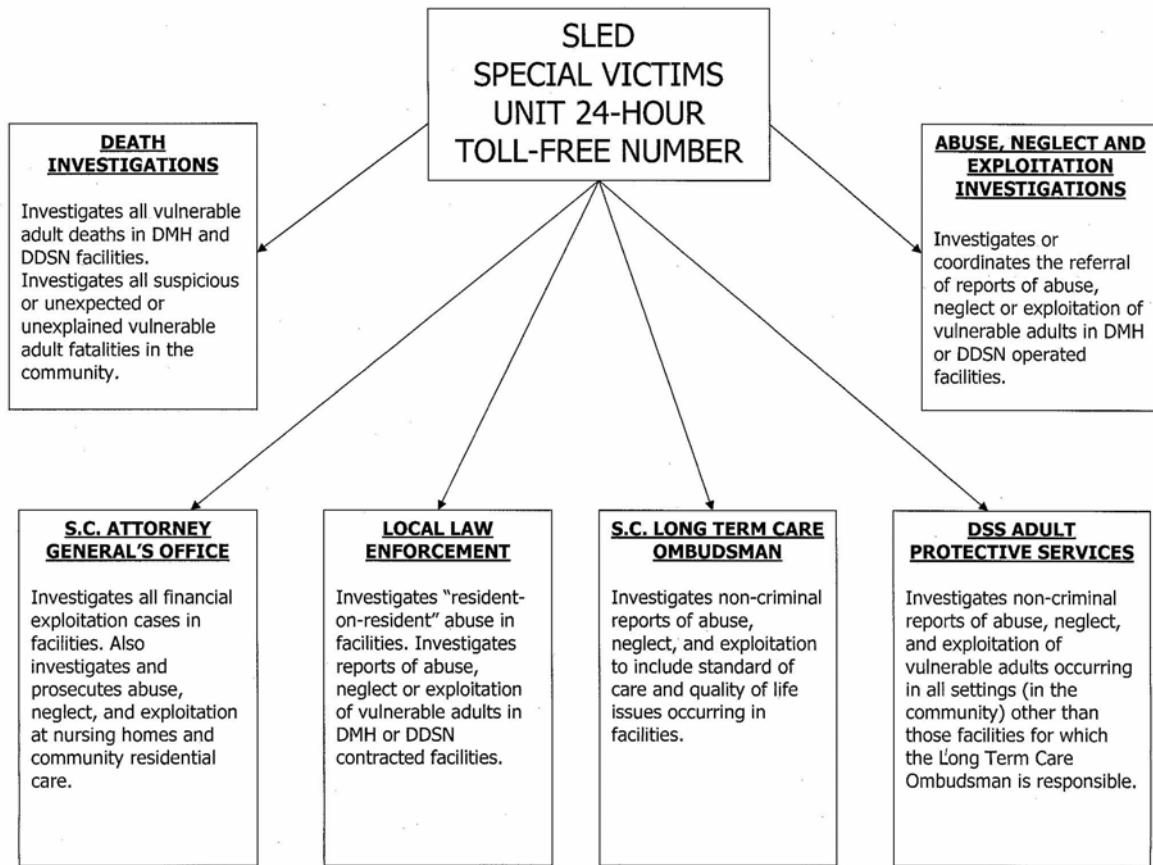 SLED
SPECIAL VICTIMS
UNIT 24-HOUR
TOLL-FREE NUMBER
DEATH
INVESTIGATIONS
Investigates all vulnerable
adult deaths in DMH and
DDSN facilities.
Investigates all suspicious
or unexpected or
unexplained vulnerable
adult fatalities in the
community.
ABUSE, NEGLECT AND
EXPLOITATION
INVESTIGATIONS
Investigates or
coordinates the referral
of reports of abuse,
neglect or exploitation of
vulnerable adults in DMH
or DDSN operated
facilities.
S.C. ATTORNEY
GENERAL'S OFFICE
Investigates all financial
exploitation cases in
facilities. Also
investigates and
prosecutes abuse,
neglect, and exploitation
at nursing homes and
community residential
care.
LOCAL LAW
ENFORCEMENT
Investigates "resident-
on-resident" abuse in
facilities. Investigates
reports of abuse,
neglect or exploitation
of vulnerable adults in
DMH or DDSN
contracted facilities.
S.C. LONG TERM CARE
OMBUDSMAN
Investigates non-criminal
reports of abuse,
neglect, and exploitation
to include standard of
care and quality of life
issues occurring in
facilities.
DSS ADULT
PROTECTIVE SERVICES
Investigates non-criminal
reports of abuse, neglect,
and exploitation of
vulnerable adults occurring
in all settings (in the
community) other than
those facilities for which
the Long Term Care
Ombudsman is responsible.